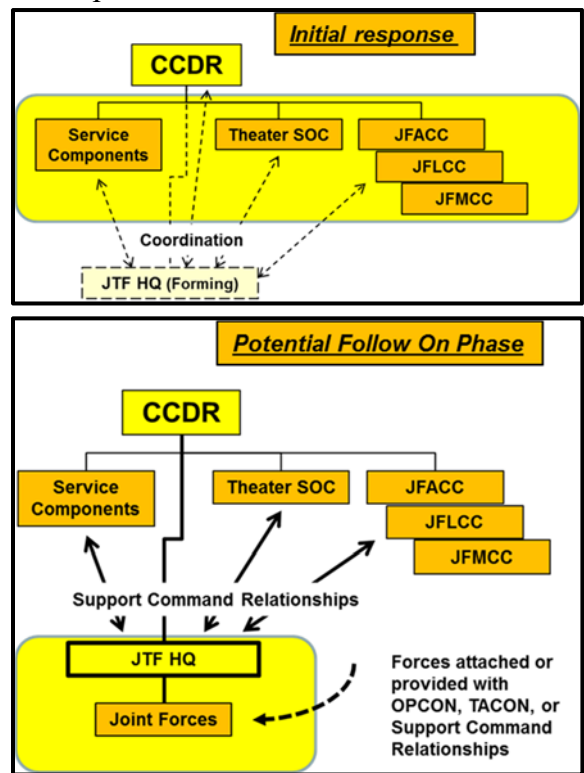 Initial response
CCDR
Service
Components
Theater SOC
JFACC
JFLCC
JFMCC
Coordination
JTF HQ (Forming)
Potential Follow On Phase
CCDR
Service
Components
Theater SOC
JFACC
JFLCC
JFMCC
Support Command Relationships
JTF HQ
Joint Forces
Forces attached or
provided with
OPCON, TACON, or
Support Command
Relationships